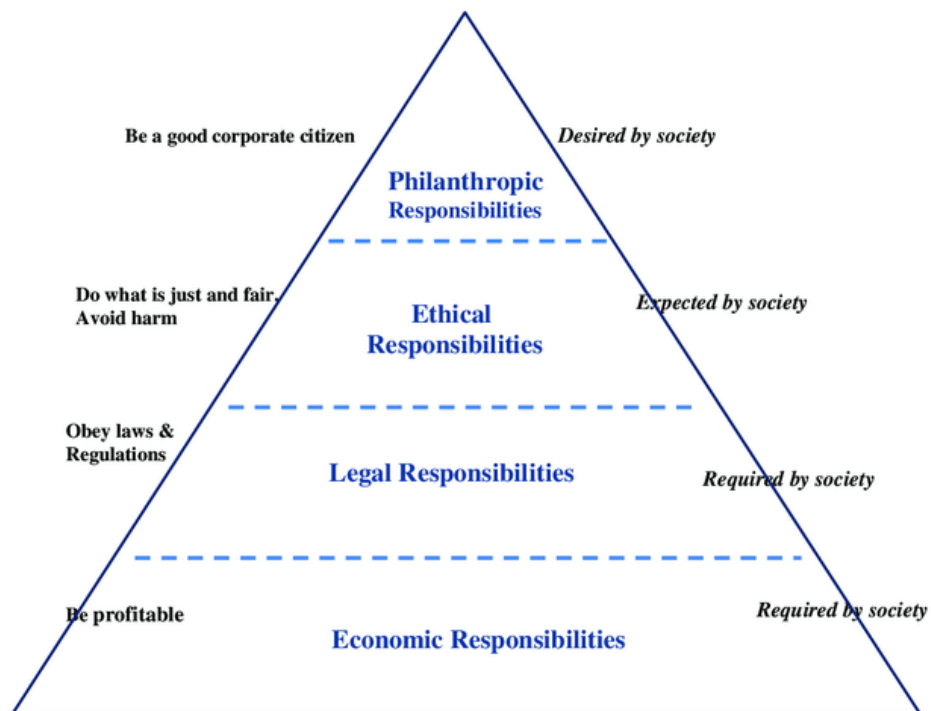 Be a good corporate citizen
Desired by society
Philanthropic
Responsibilities
Do what is just and fair.
Avoid harm
Expected by society
Ethical
Responsibilities
Obey laws &
Regulations
Legal Responsibilities
Required by society
Be profitable
Required by society
Economic Responsibilities